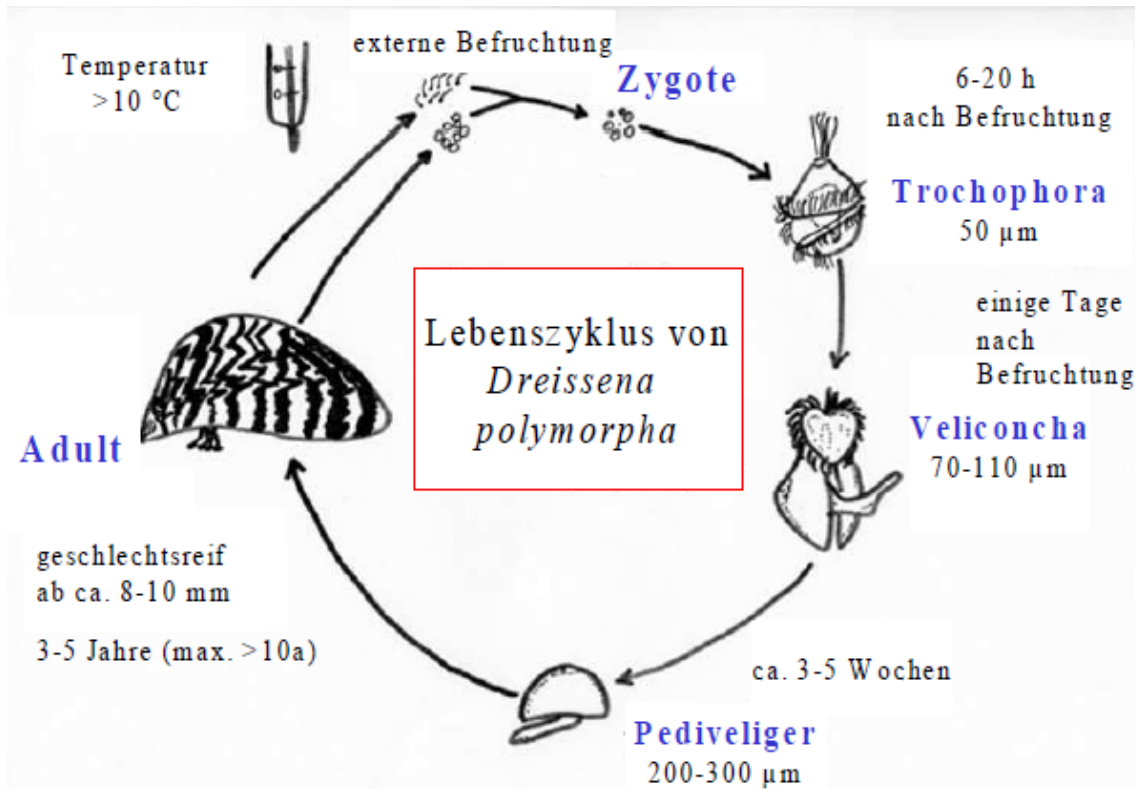 Temperatur
>10 °C
externe Befruchtung
Zygote
6-20 h
nach Befruchtung
Trochophora
50 µm
einige Tage
nach
Befruchtung
Veliconcha
70-110 µm
ca. 3-5 Wochen
Pediveliger
200-300 µm
Adult
geschlechtsreif
ab ca. 8-10 mm
3-5 Jahre (max. >10a)
Lebenszyklus von
Dreissena
polymorpha